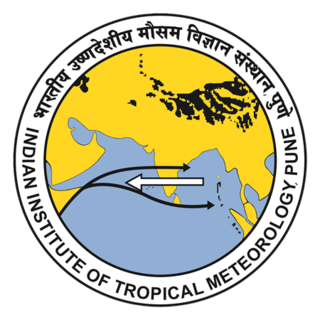 भारतीय उष्णदेशीय मौसम विज्ञान संस्थान, पुणे
INDIAN INSTITUTE OF TROPICAL METEOROLOGY, PUNE